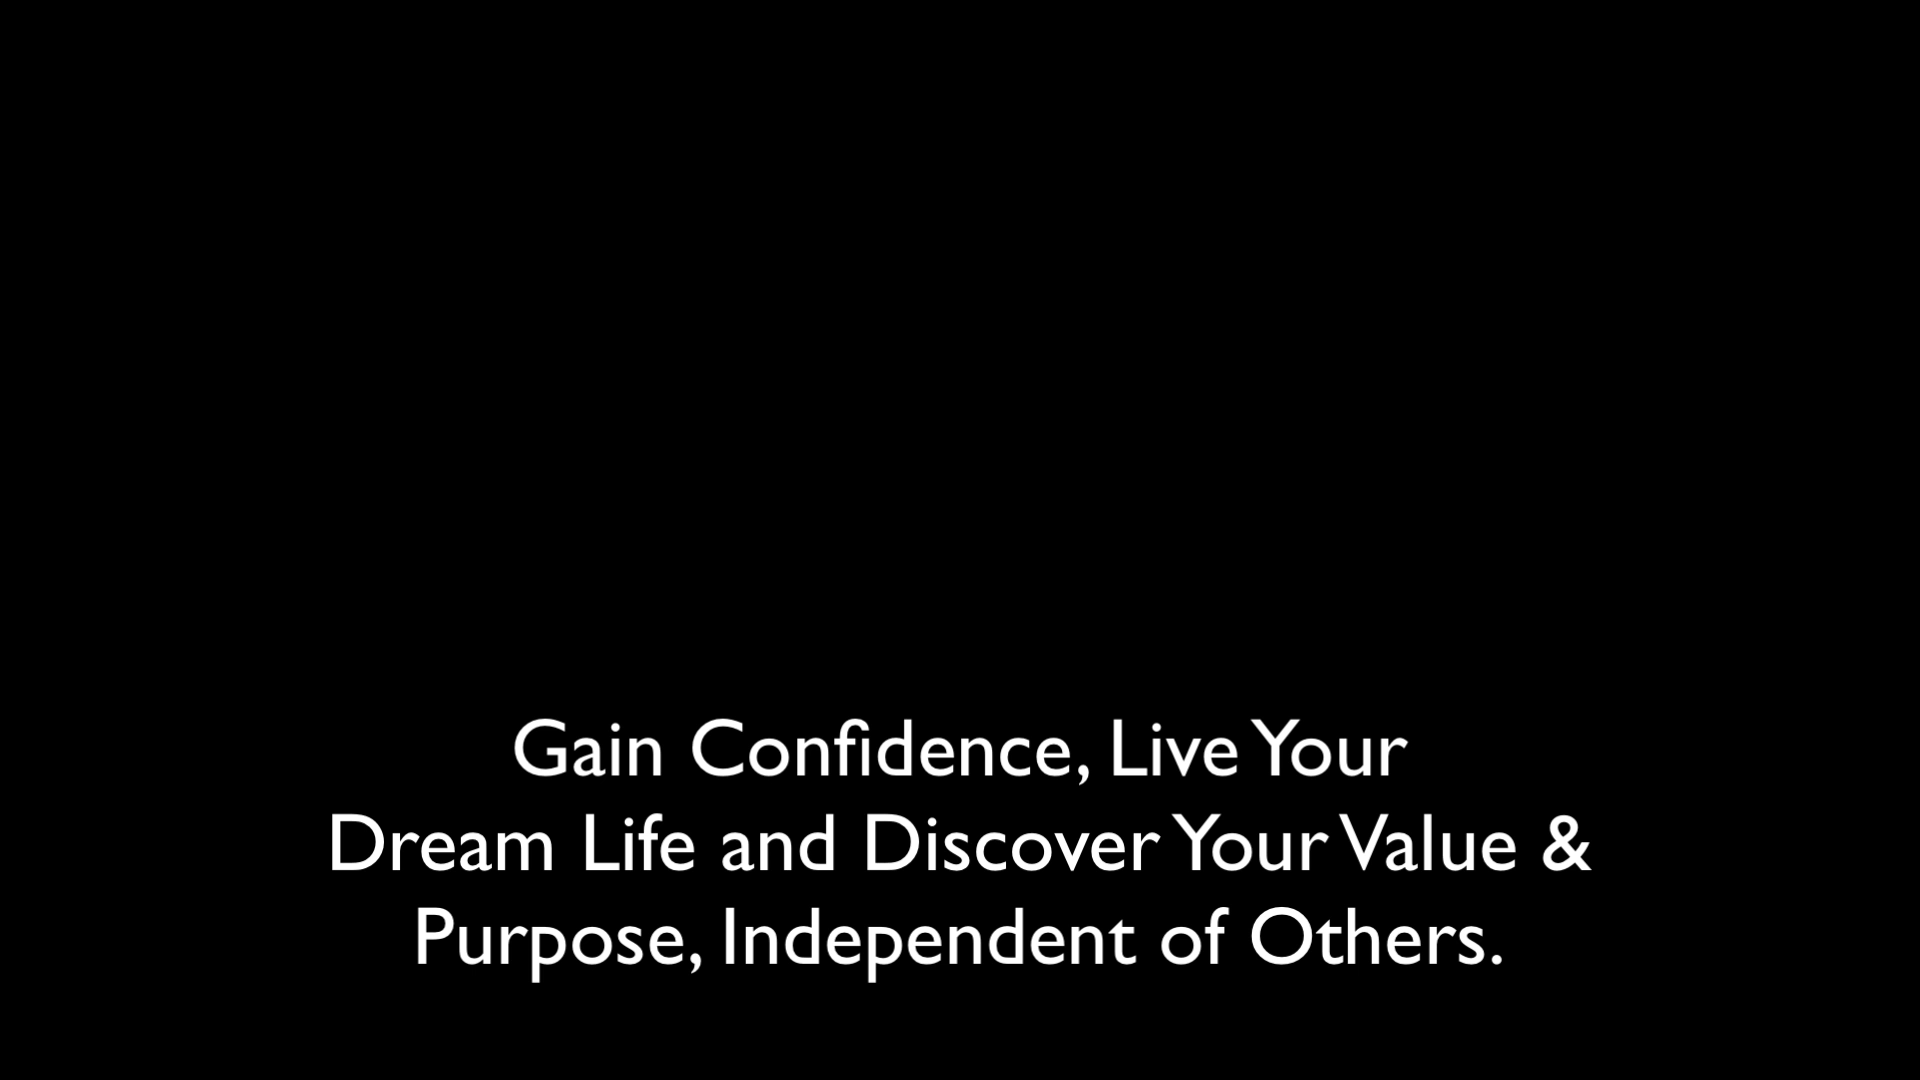 Gain Confidence, Live Your
Dream Life and Discover Your Value &
Purpose, Independent of Others.